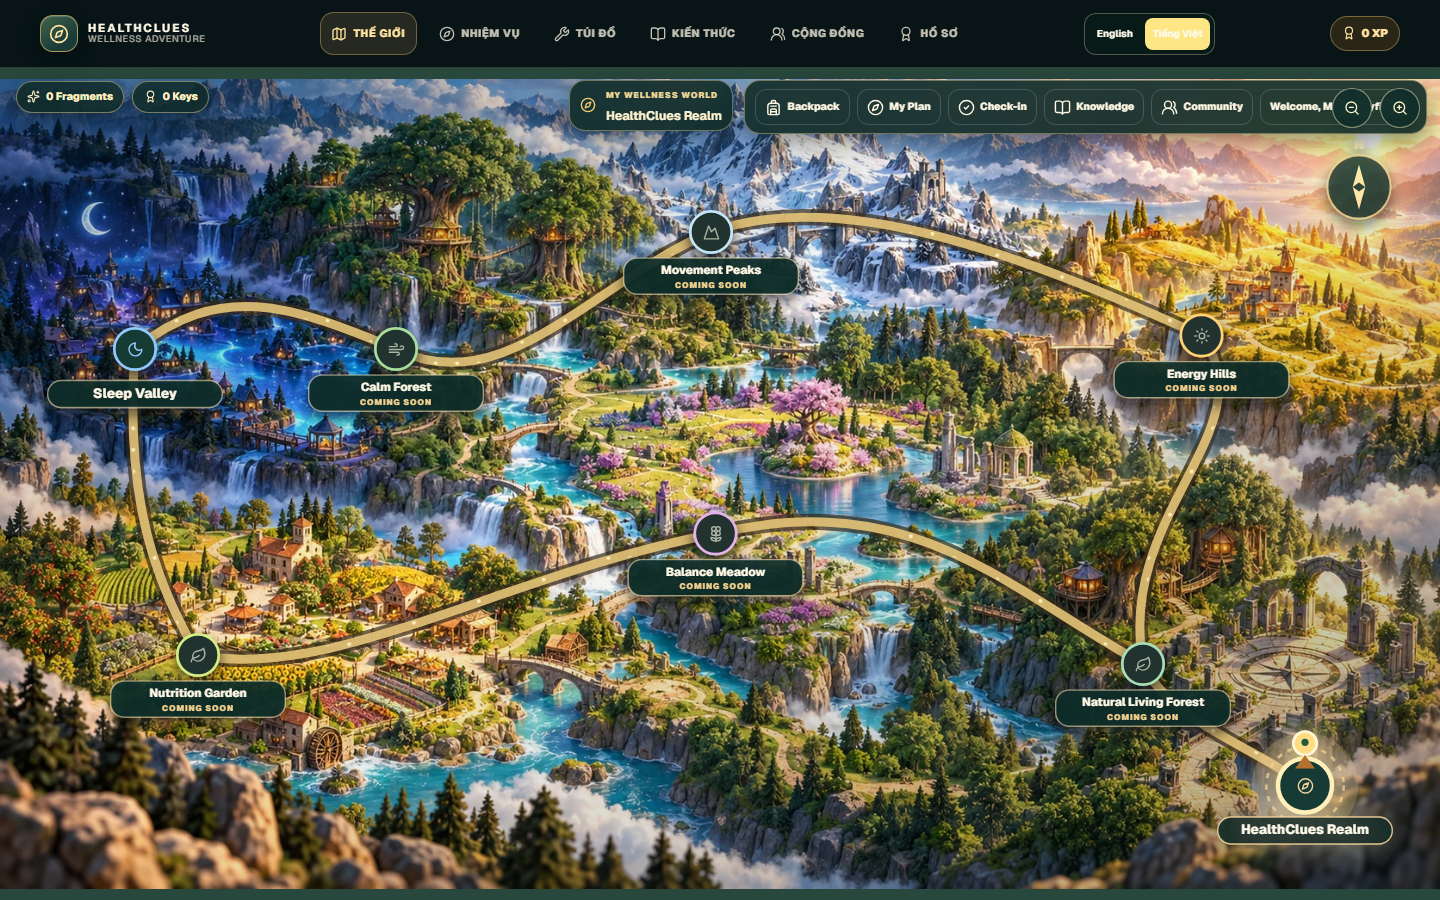 HEALTHCLUES
WELLNESS ADVENTURE
THẾ GIỚI
NHIỆM VỤ
TÚI ĐỒ
KIẾN THỨC
CỘNG ĐỒNG
HỒ SƠ
English
Tiếng Việt
0 XP
0 Fragments
0 Keys
MY WELLNESS WORLD
HealthClues Realm
Backpack
My Plan
Check-in
Knowledge
Community
Welcome,
Movement Peaks
COMING SOON
Sleep Valley
Calm Forest
COMING SOON
Energy Hills
COMING SOON
Balance Meadow
COMING SOON
Nutrition Garden
COMING SOON
Natural Living Forest
COMING SOON
HealthClues Realm